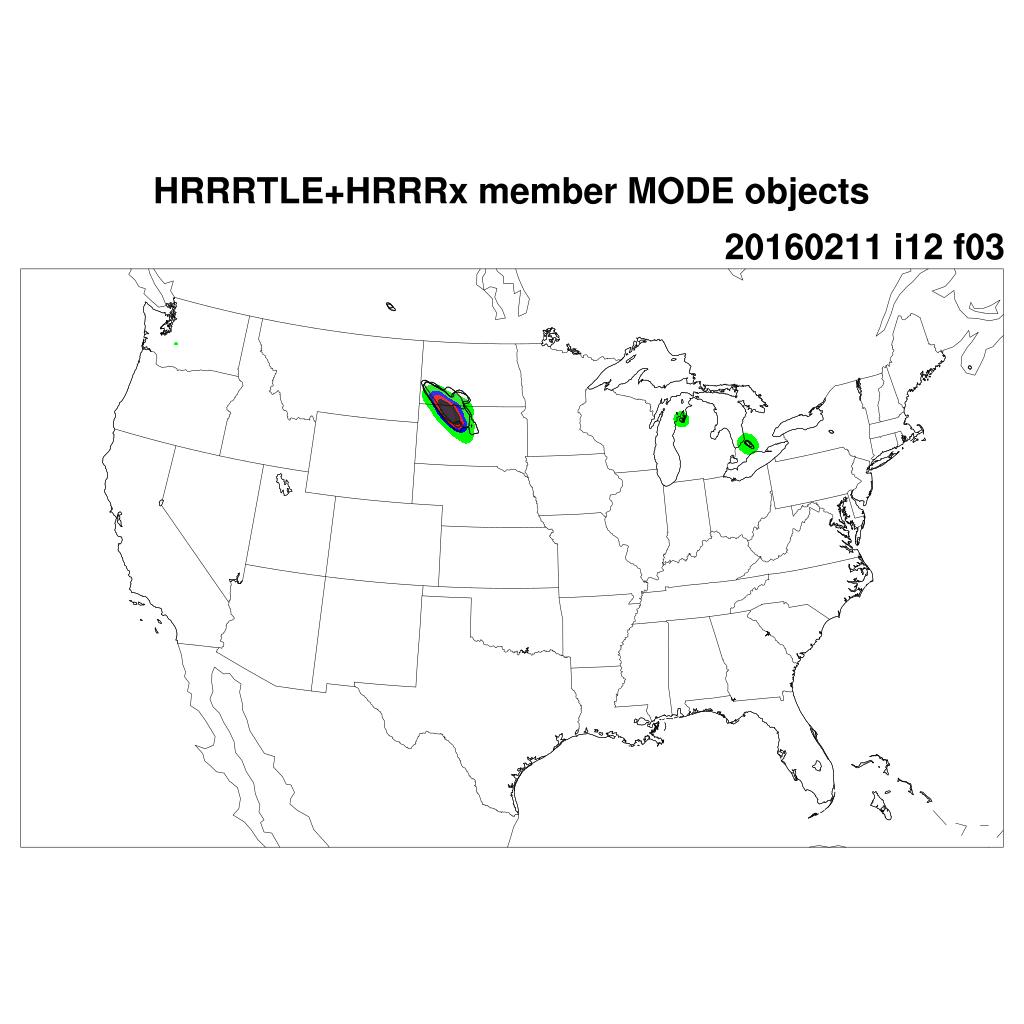 HRRRTLE+HRRRx member MODE objects
20160211 i12 f03